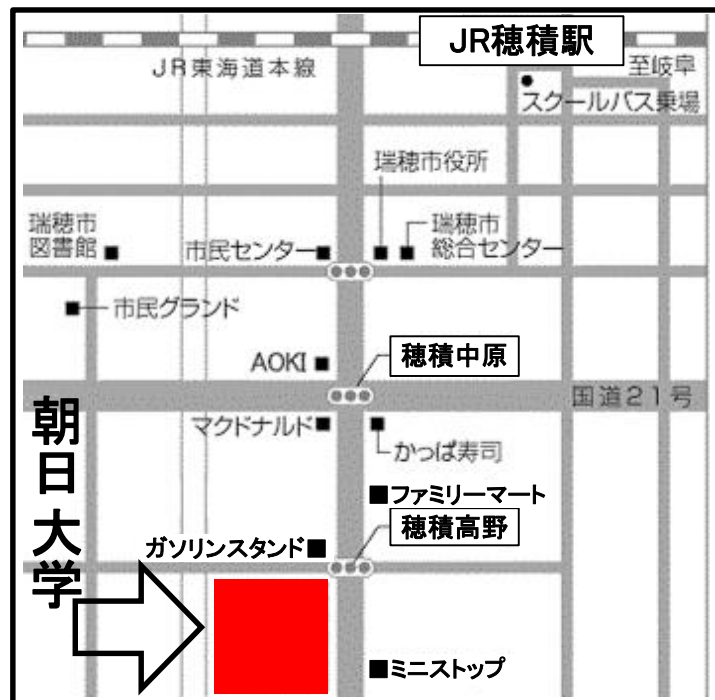 JR穂積駅
JR東海道本線
至岐阜
スクールバス乗場
瑞穂市役所
瑞穂市
図書館
市民センター
瑞穂市
総合センター
市民グランド
AOKI
穂積中原
国道21号
マクドナルド
かっぱ寿司
ファミリーマート
穂積高野
ガソリンスタンド
朝日大学
ミニストップ